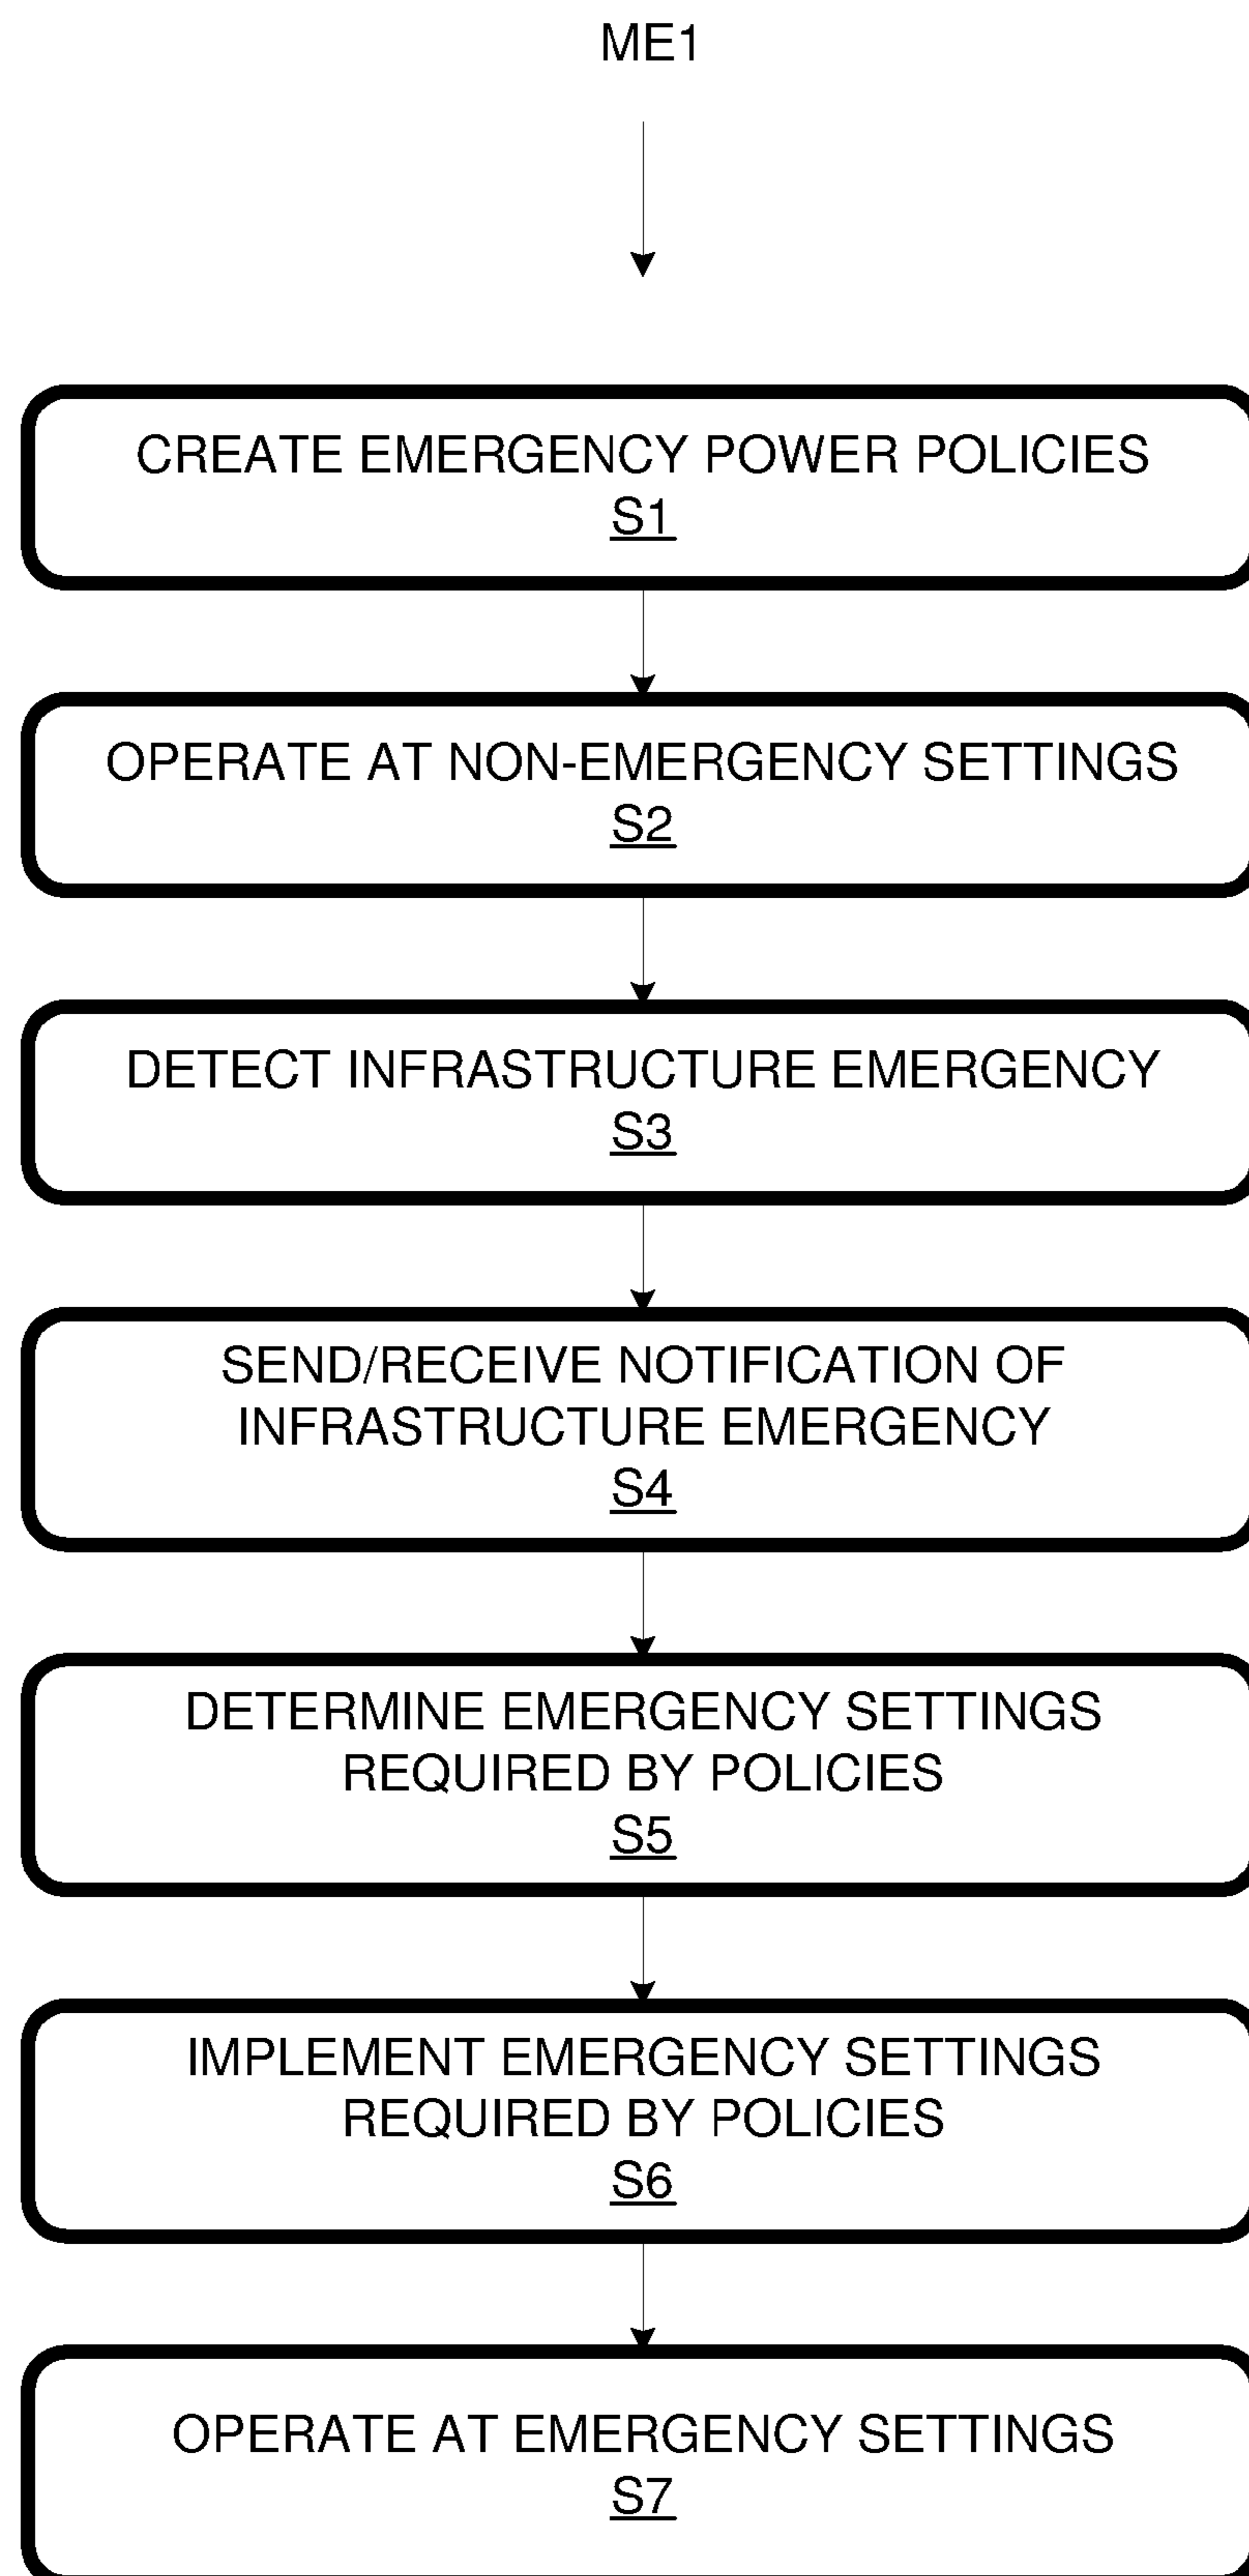 ME1
CREATE EMERGENCY POWER POLICIES
S1
OPERATE AT NON-EMERGENCY SETTINGS
S2
DETECT INFRASTRUCTURE EMERGENCY
S3
SEND/RECEIVE NOTIFICATION OF
INFRASTRUCTURE EMERGENCY
S4
DETERMINE EMERGENCY SETTINGS
REQUIRED BY POLICIES
S5
IMPLEMENT EMERGENCY SETTINGS
REQUIRED BY POLICIES
S6
OPERATE AT EMERGENCY SETTINGS
S7